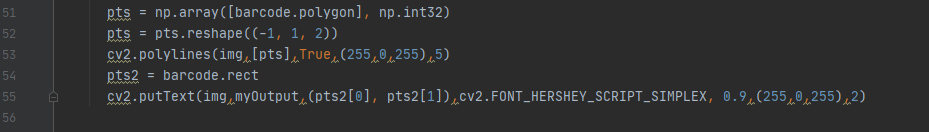 51 pts = np.array([barcode.polygon], np.int32)
52 pts = pts.reshape((-1, 1, 2))
53 cv2.polylines(img,[pts],True,(255,0,255),5)
54 pts2 = barcode.rect
55 cv2.putText(img,myOutput,(pts2[0], pts2[1]),cv2.FONT_HERSHEY_SCRIPT_SIMPLEX, 0.9,(255,0,255),2)
56